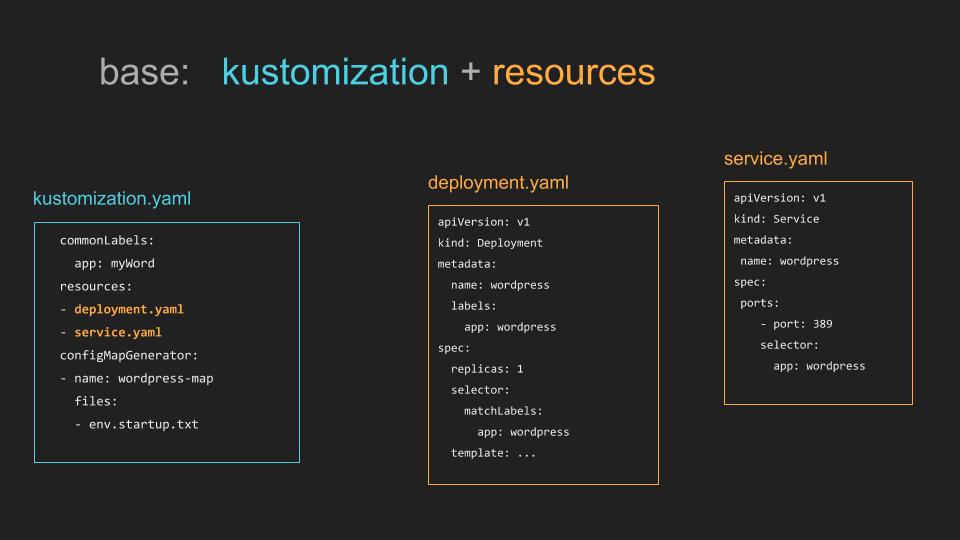 base: kustomization + resources
kustomization.yaml
commonLabels:
  app: myWord
resources:
- deployment.yaml
- service.yaml
configMapGenerator:
- name: wordpress-map
  files:
  - env.startup.txt
deployment.yaml
apiVersion: v1
kind: Deployment
metadata:
  name: wordpress
  labels:
    app: wordpress
spec:
  replicas: 1
  selector:
    matchLabels:
      app: wordpress
  template: ...
service.yaml
apiVersion: v1
kind: Service
metadata:
 name: wordpress
spec:
 ports:
    - port: 389
    selector:
      app: wordpress